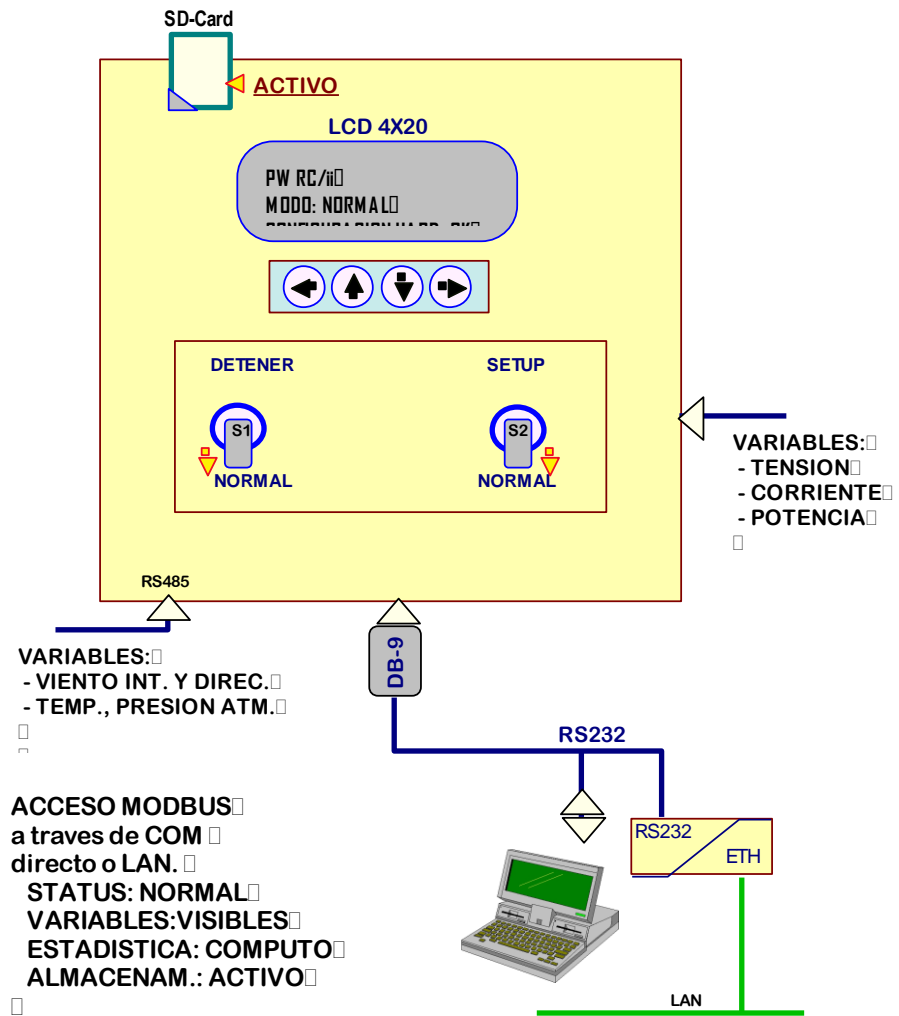 SD-Card
ACTIVO
LCD 4X20
PW RC/ii
MODO: NORMAL
DETENER
SETUP
S1
S2
NORMAL
NORMAL
VARIABLES:
- TENSION
- CORRIENTE
- POTENCIA
RS485
VARIABLES:
- VIENTO INT. Y DIREC.
- TEMP., PRESION ATM.
DB-9
RS232
RS232
ETH
ACCESO MODBUS
a traves de COM
directo o LAN.
STATUS: NORMAL
VARIABLES:VISIBLES
ESTADISTICA: COMPUTO
ALMACENAM.: ACTIVO
LAN